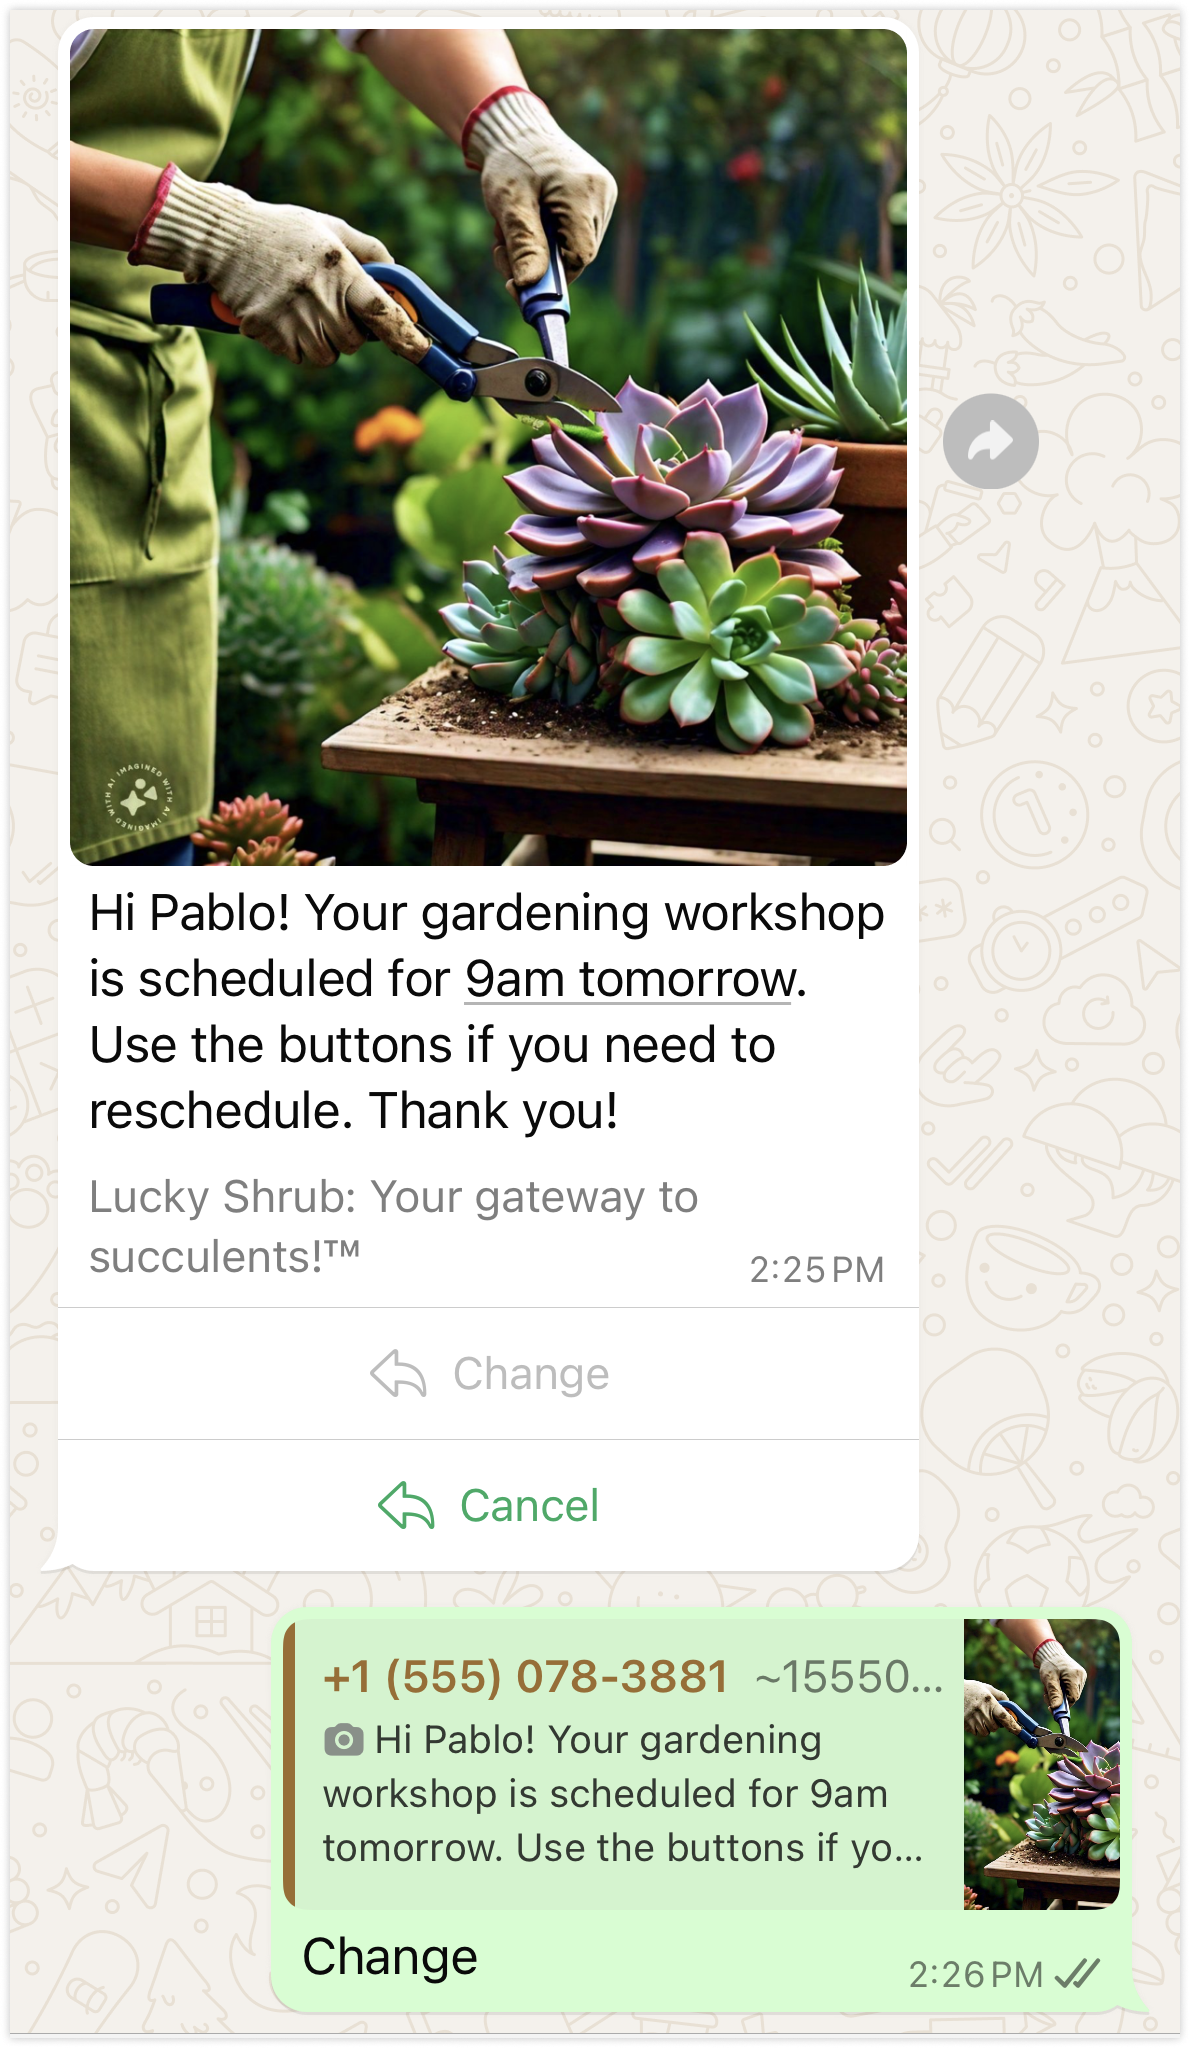 IMAGINED WITH AI IMAGINED WITH AI
Hi Pablo! Your gardening workshop
is scheduled for 9am tomorrow.
Use the buttons if you need to
reschedule. Thank you!
Lucky Shrub: Your gateway to
succulents!™
2:25 PM
Change
Cancel
+1 (555) 078-3881 ~15550...
Hi Pablo! Your gardening
workshop is scheduled for 9am
tomorrow. Use the buttons if yo...
Change
2:26 PM